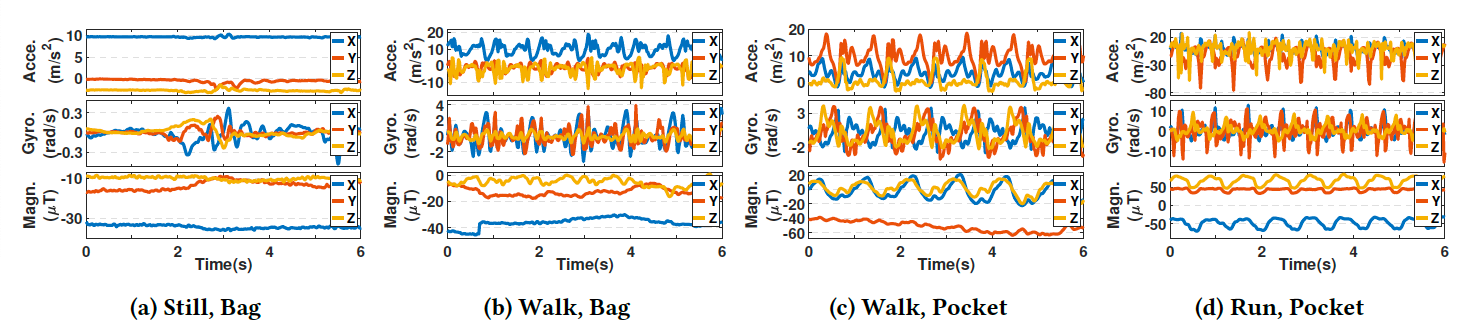 Acce.
(m/s²)
10
5
0
X
Y
Z
Gyro.
(rad/s)
0.3
0
-0.3
X
Y
Z
Magn.
(μT)
-10
-30
X
Y
Z
0 2 4 6
Time(s)
(a) Still, Bag
Acce.
(m/s²)
20
10
0
-10
X
Y
Z
Gyro.
(rad/s)
4
2
0
-2
X
Y
Z
Magn.
(μT)
0
-20
-40
X
Y
Z
0 2 4 6
Time(s)
(b) Walk, Bag
Acce.
(m/s²)
20
10
0
X
Y
Z
Gyro.
(rad/s)
3
-2
X
Y
Z
Magn.
(μT)
20
0
-20
-40
-60
X
Y
Z
0 2 4 6
Time(s)
(c) Walk, Pocket
Acce.
(m/s²)
20
-30
-80
X
Y
Z
Gyro.
(rad/s)
10
0
-10
X
Y
Z
Magn.
(μT)
50
0
-50
X
Y
Z
0 2 4 6
Time(s)
(d) Run, Pocket